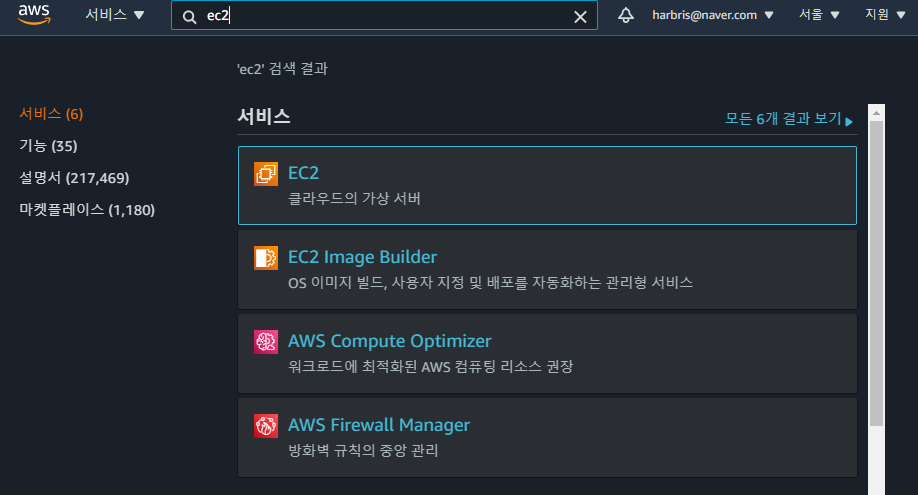 aws 서비스 ▼ ec2 harbris@naver.com ▼ 서울 ▼ 지원 ▼
'ec2' 검색 결과
서비스 (6)
기능 (35)
설명서 (217,469)
마켓플레이스 (1,180)
서비스 모든 6개 결과 보기 ▶
EC2
클라우드의 가상 서버
EC2 Image Builder
OS 이미지 빌드, 사용자 지정 및 배포를 자동화하는 관리형 서비스
AWS Compute Optimizer
워크로드에 최적화된 AWS 컴퓨팅 리소스 권장
AWS Firewall Manager
방화벽 규칙의 중앙 관리